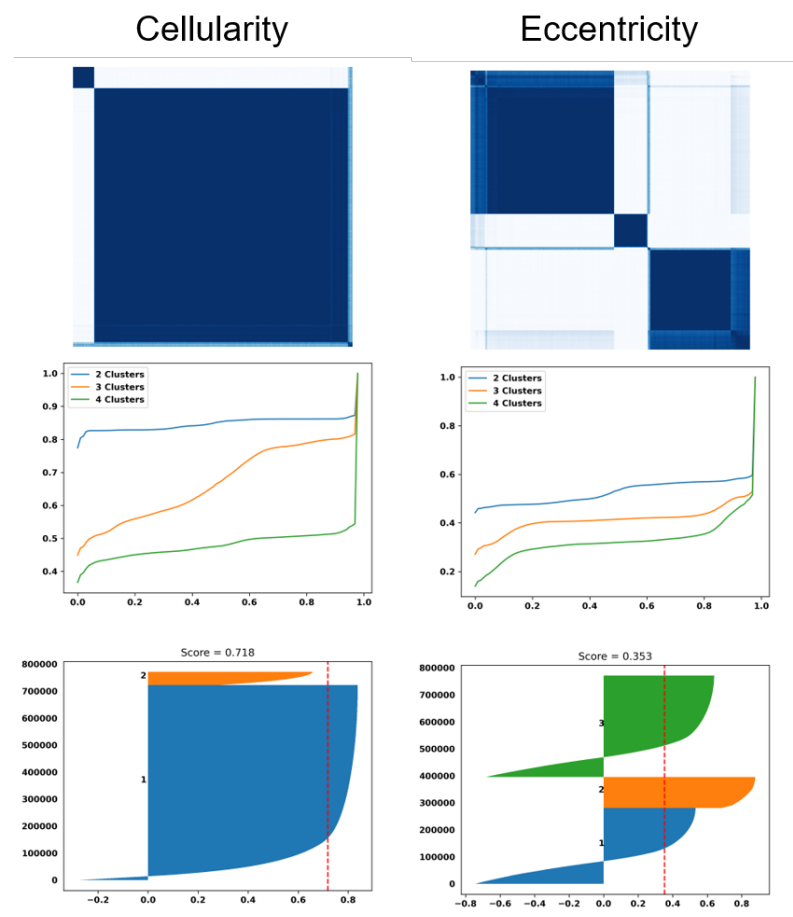 Cellularity
Eccentricity
2 Clusters
3 Clusters
4 Clusters
1.0
0.9
0.8
0.7
0.6
0.5
0.4
0.0 0.2 0.4 0.6 0.8 1.0
2 Clusters
3 Clusters
4 Clusters
1.0
0.8
0.6
0.4
0.2
0.0 0.2 0.4 0.6 0.8 1.0
Score = 0.718
800000
700000
600000
500000
400000
300000
200000
100000
0
2
1
−0.2 0.0 0.2 0.4 0.6 0.8
Score = 0.353
800000
700000
600000
500000
400000
300000
200000
100000
0
3
2
1
−0.8 −0.6 −0.4 −0.2 0.0 0.2 0.4 0.6 0.8